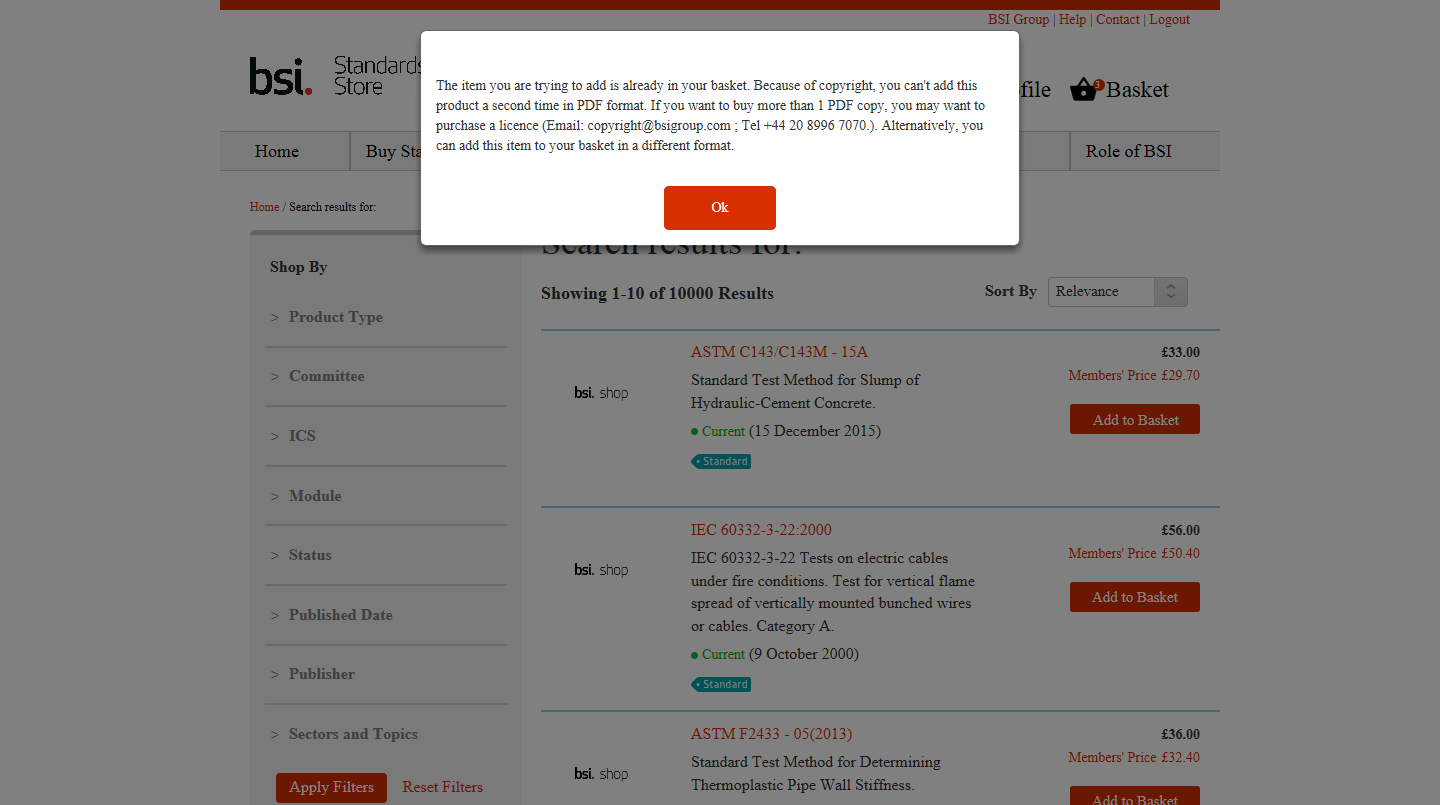 BSI Group | Help | Contact | Logout
bsi. Standards
Store
ofile
3 Basket
The item you are trying to add is already in your basket. Because of copyright, you can't add this
product a second time in PDF format. If you want to buy more than 1 PDF copy, you may want to
purchase a licence (Email: copyright@bsigroup.com ; Tel +44 20 8996 7070.). Alternatively, you
can add this item to your basket in a different format.
Ok
Home
Buy Sta
Role of BSI
Home / Search results for:
Search results for:
Shop By
> Product Type
> Committee
> ICS
> Module
> Status
> Published Date
> Publisher
> Sectors and Topics
Apply Filters Reset Filters
Showing 1-10 of 10000 Results
Sort By Relevance
bsi. shop
ASTM C143/C143M - 15A
Standard Test Method for Slump of
Hydraulic-Cement Concrete.
Current (15 December 2015)
Standard
£33.00
Members' Price £29.70
Add to Basket
bsi. shop
IEC 60332-3-22:2000
IEC 60332-3-22 Tests on electric cables
under fire conditions. Test for vertical flame
spread of vertically mounted bunched wires
or cables. Category A.
Current (9 October 2000)
Standard
£56.00
Members' Price £50.40
Add to Basket
bsi. shop
ASTM F2433 - 05(2013)
Standard Test Method for Determining
Thermoplastic Pipe Wall Stiffness.
£36.00
Members' Price £32.40
Add to Basket